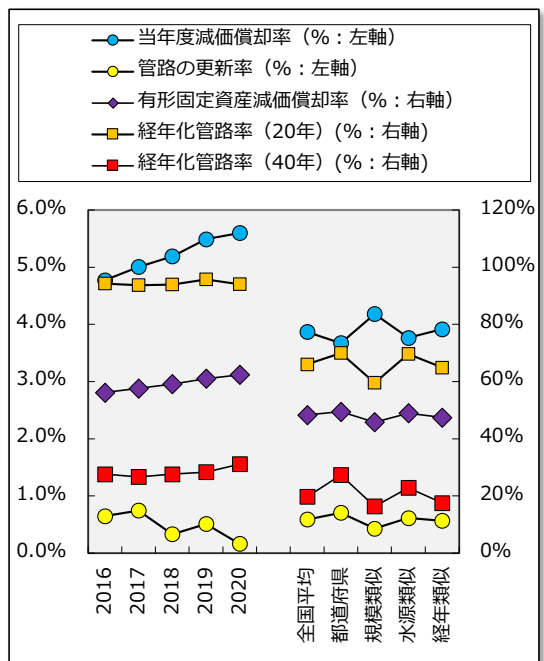 当年度減価償却率（%：左軸）
管路の更新率（%：左軸）
有形固定資産減価償却率（%：右軸）
経年化管路率（20年）(%：右軸)
経年化管路率（40年）(%：右軸)
6.0% 120%
5.0% 100%
4.0% 80%
3.0% 60%
2.0% 40%
1.0% 20%
0.0% 0%
2016
2017
2018
2019
2020
全国平均
都道府県
規模類似
水源類似
経年類似